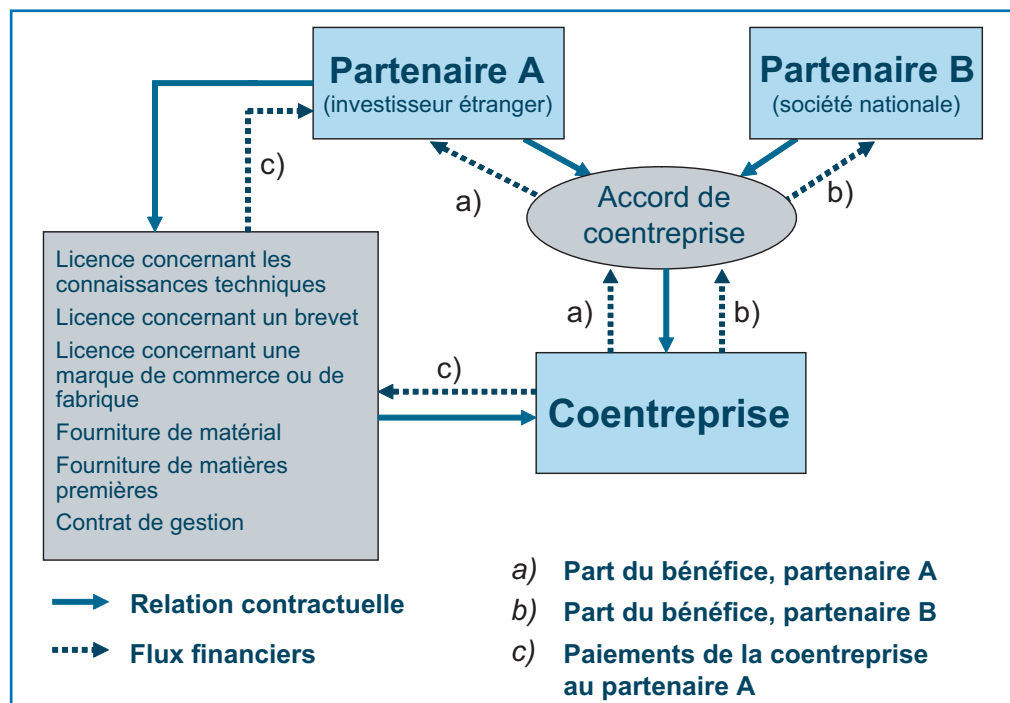 Partenaire A
(investisseur étranger)
Partenaire B
(société nationale)
c)
a)
b)
Accord de
coentreprise
Licence concernant les
connaissances techniques
Licence concernant un brevet
Licence concernant une
marque de commerce ou de
fabrique
Fourniture de matérial
Fourniture de matières
premières
Contrat de gestion
a)
b)
c)
Coentreprise
Relation contractuelle
Flux financiers
a) Part du bénéfice, partenaire A
b) Part du bénéfice, partenaire B
c) Paiements de la coentreprise
au partenaire A